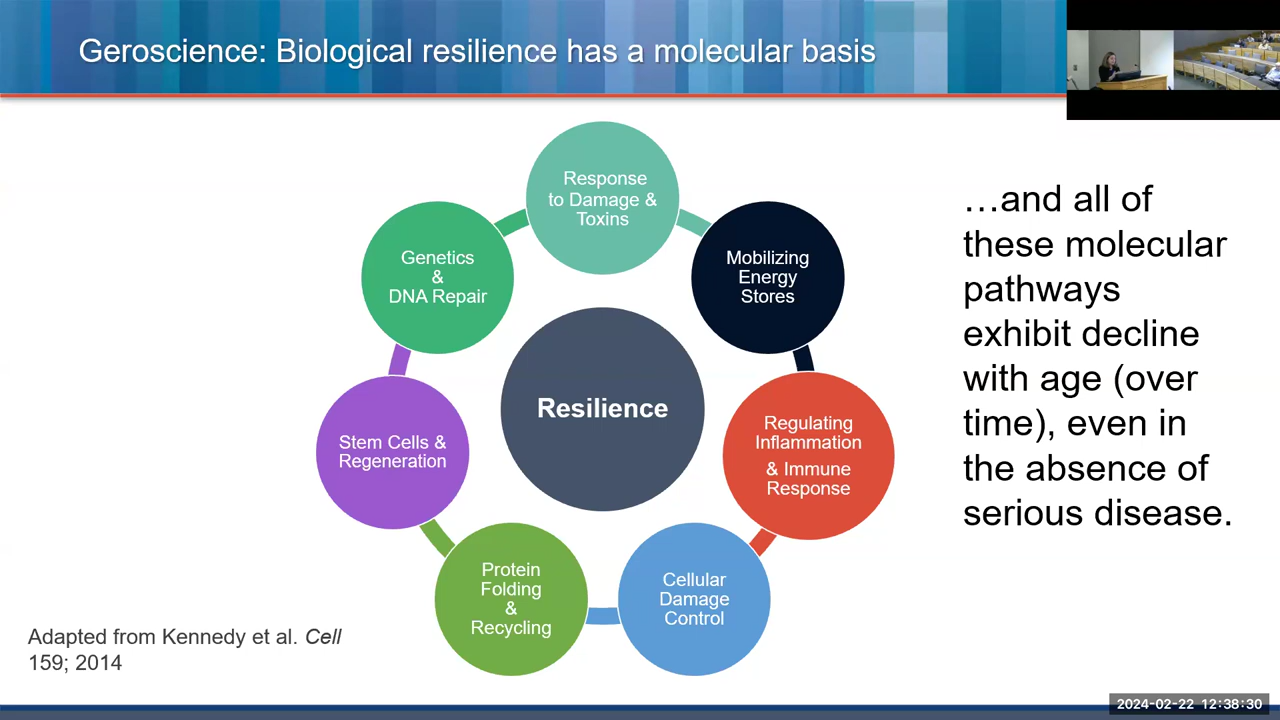 Geroscience: Biological resilience has a molecular basis
Response
to Damage &
Toxins
Genetics
&
DNA Repair
Mobilizing
Energy
Stores
Resilience
Stem Cells &
Regeneration
Regulating
Inflammation
& Immune
Response
Protein
Folding
&
Recycling
Cellular
Damage
Control
…and all of
these molecular
pathways
exhibit decline
with age (over
time), even in
the absence of
serious disease.
Adapted from Kennedy et al. Cell
159; 2014
2024-02-22 12:38:30